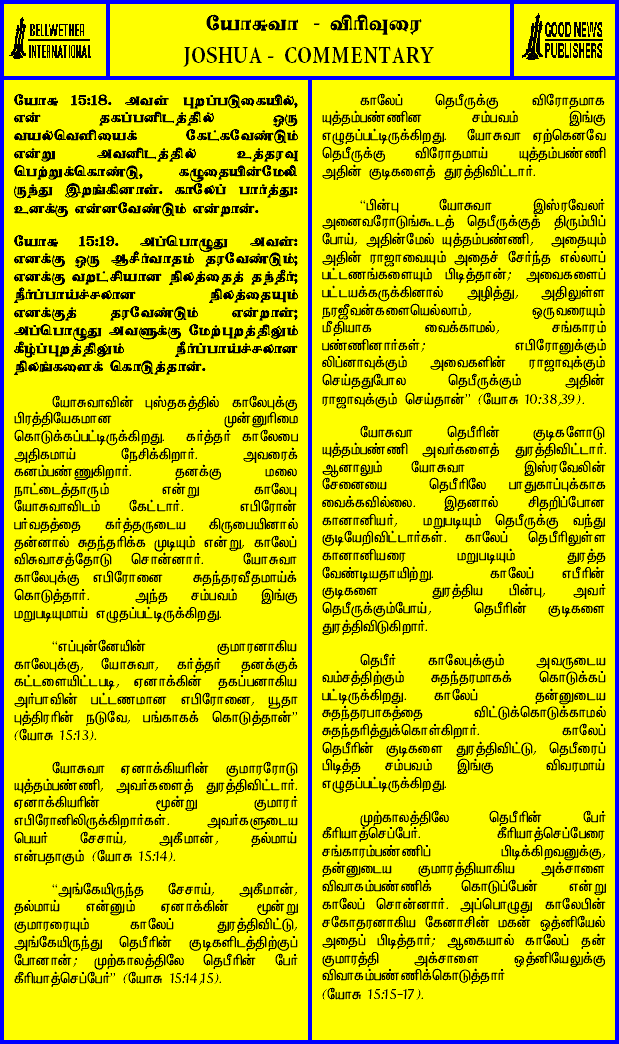 BELLWETHER
INTERNATIONAL
யோசுவா - விரிவுரை
JOSHUA - COMMENTARY
GOOD NEWS
PUBLISHERS
யோசு 15:18. அவள் புறப்படுகையில்,
என் தகப்பனிடத்தில் ஒரு
வயல்வெளியைக் கேட்கவேண்டும்
என்று அவனிடத்தில் உத்தரவு
பெற்றுக்கொண்டு, கழுதையின்மேலி
ருந்து இறங்கினாள். காலேப் பார்த்து:
உனக்கு என்னவேண்டும் என்றான்.
யோசு 15:19. அப்பொழுது அவள்:
எனக்கு ஒரு ஆசீர்வாதம் தரவேண்டும்;
எனக்கு வறட்சியான நிலத்தைத் தந்தீர்;
நீர்ப்பாய்ச்சலான நிலத்தையும்
எனக்குத் தரவேண்டும் என்றாள்;
அப்பொழுது அவளுக்கு மேற்புறத்திலும்
கீழ்ப்புறத்திலும் நீர்ப்பாய்ச்சலான
நிலங்களைக் கொடுத்தான்.
யோசுவாவின் புஸ்தகத்தில் காலேபுக்கு
பிரத்தியேகமான முன்னுரிமை
கொடுக்கப்பட்டிருக்கிறது. கர்த்தர் காலேபை
அதிகமாய் நேசிக்கிறார். அவரைக்
கனம்பண்ணுகிறார். தனக்கு மலை
நாட்டைத்தாரும் என்று காலேபு
யோசுவாவிடம் கேட்டார். எபிரோன்
பர்வதத்தை கர்த்தருடைய கிருபையினால்
தன்னால் சுதந்தரிக்க முடியும் என்று, காலேப்
விசுவாசத்தோடு சொன்னார். யோசுவா
காலேபுக்கு எபிரோனை சுதந்தரவீதமாய்க்
கொடுத்தார். அந்த சம்பவம் இங்கு
மறுபடியுமாய் எழுதப்பட்டிருக்கிறது.
“எப்புன்னேயின் குமாரனாகிய
காலேபுக்கு, யோசுவா, கர்த்தர் தனக்குக்
கட்டளையிட்டபடி, ஏனாக்கின் தகப்பனாகிய
அர்பாவின் பட்டணமான எபிரோனை, யூதா
புத்திரரின் நடுவே, பங்காகக் கொடுத்தான்”
(யோசு 15:13).
யோசுவா ஏனாக்கியரின் குமாரரோடு
யுத்தம்பண்ணி, அவர்களைத் துரத்திவிட்டார்.
ஏனாக்கியரின் மூன்று குமாரர்
எபிரோனிலிருக்கிறார்கள். அவர்களுடைய
பெயர் சேசாய், அகீமான், தல்மாய்
என்பதாகும் (யோசு 15:14).
“அங்கேயிருந்த சேசாய், அகீமான்,
தல்மாய் என்னும் ஏனாக்கின் மூன்று
குமாரரையும் காலேப் துரத்திவிட்டு,
அங்கேயிருந்து தெபீரின் குடிகளிடத்திற்குப்
போனான்; முற்காலத்திலே தெபீரின் பேர்
கீரியாத்செப்பேர்” (யோசு 15:14,15).
காலேப் தெபீருக்கு விரோதமாக
யுத்தம்பண்ணின சம்பவம் இங்கு
எழுதப்பட்டிருக்கிறது. யோசுவா ஏற்கெனவே
தெபீருக்கு விரோதமாய் யுத்தம்பண்ணி
அதின் குடிகளைத் துரத்திவிட்டார்.
“பின்பு யோசுவா இஸ்ரவேலர்
அனைவரோடுங்கூடத் தெபீருக்குத் திரும்பிப்
போய், அதின்மேல் யுத்தம்பண்ணி, அதையும்
அதின் ராஜாவையும் அதைச் சேர்ந்த எல்லாப்
பட்டணங்களையும் பிடித்தான்; அவைகளைப்
பட்டயக்கருக்கினால் அழித்து, அதிலுள்ள
நரஜீவன்களையெல்லாம், ஒருவரையும்
மீதியாக வைக்காமல், சங்காரம்
பண்ணினார்கள்; எபிரோனுக்கும்
லிப்னாவுக்கும் அவைகளின் ராஜாவுக்கும்
செய்ததுபோல தெபீருக்கும் அதின்
ராஜாவுக்கும் செய்தான்” (யோசு 10:38,39).
யோசுவா தெபீரின் குடிகளோடு
யுத்தம்பண்ணி அவர்களைத் துரத்திவிட்டார்.
ஆனாலும் யோசுவா இஸ்ரவேலின்
சேனையை தெபீரிலே பாதுகாப்புக்காக
வைக்கவில்லை. இதனால் சிதறிப்போன
கானானியர், மறுபடியும் தெபீருக்கு வந்து
குடியேறிவிட்டார்கள். காலேப் தெபீரிலுள்ள
கானானியரை மறுபடியும் துரத்த
வேண்டியதாயிற்று. காலேப் எபீரின்
குடிகளை துரத்திய பின்பு, அவர்
தெபீருக்கும்போய், தெபீரின் குடிகளை
துரத்திவிடுகிறார்.
தெபீர் காலேபுக்கும் அவருடைய
வம்சத்திற்கும் சுதந்தரமாகக் கொடுக்கப்
பட்டிருக்கிறது. காலேப் தன்னுடைய
சுதந்தரபாகத்தை விட்டுக்கொடுக்காமல்
சுதந்தரித்துக்கொள்கிறார். காலேப்
தெபீரின் குடிகளை துரத்திவிட்டு, தெபீரைப்
பிடித்த சம்பவம் இங்கு விவரமாய்
எழுதப்பட்டிருக்கிறது.
முற்காலத்திலே தெபீரின் பேர்
கீரியாத்செப்பேர். கீரியாத்செப்பேரை
சங்காரம்பண்ணிப் பிடிக்கிறவனுக்கு,
தன்னுடைய குமாரத்தியாகிய அக்சாளை
விவாகம்பண்ணிக் கொடுப்பேன் என்று
காலேப் சொன்னார். அப்பொழுது காலேபின்
சகோதரனாகிய கேனாசின் மகன் ஒத்னியேல்
அதைப் பிடித்தார்; ஆகையால் காலேப் தன்
குமாரத்தி அக்சாளை ஒத்னியேலுக்கு
விவாகம்பண்ணிக்கொடுத்தார்
(யோசு 15:15-17).